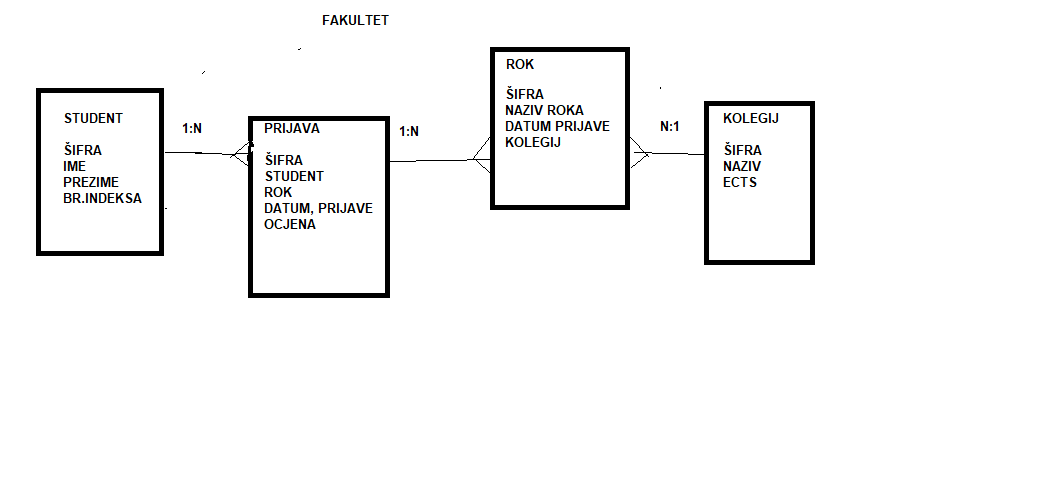 FAKULTET
STUDENT
ŠIFRA
IME
PREZIME
BR.INDEKSA
1:N
PRIJAVA
ŠIFRA
STUDENT
ROK
DATUM, PRIJAVE
OCJENA
1:N
ROK
ŠIFRA
NAZIV ROKA
DATUM PRIJAVE
KOLEGIJ
N:1
KOLEGIJ
ŠIFRA
NAZIV
ECTS